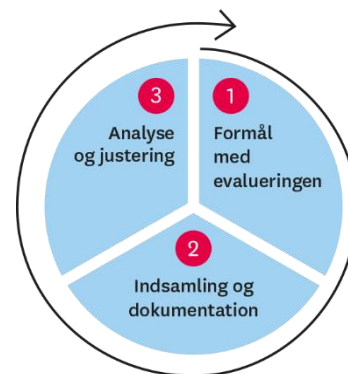 1
Formål
med
evalueringen
2
Indsamling og
dokumentation
3
Analyse
og justering